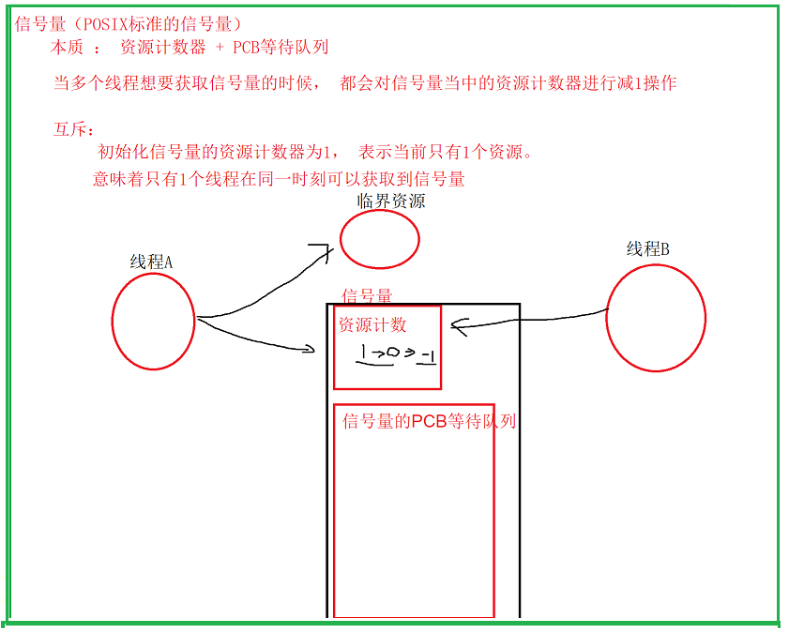 信号量（POSIX标准的信号量）
本质 ： 资源计数器 + PCB等待队列
当多个线程想要获取信号量的时候， 都会对信号量当中的资源计数器进行减1操作
互斥：
初始化信号量的资源计数器为1， 表示当前只有1个资源。
意味着只有1个线程在同一时刻可以获取到信号量
临界资源
线程A
线程B
信号量
资源计数
1→0→-1
信号量的PCB等待队列